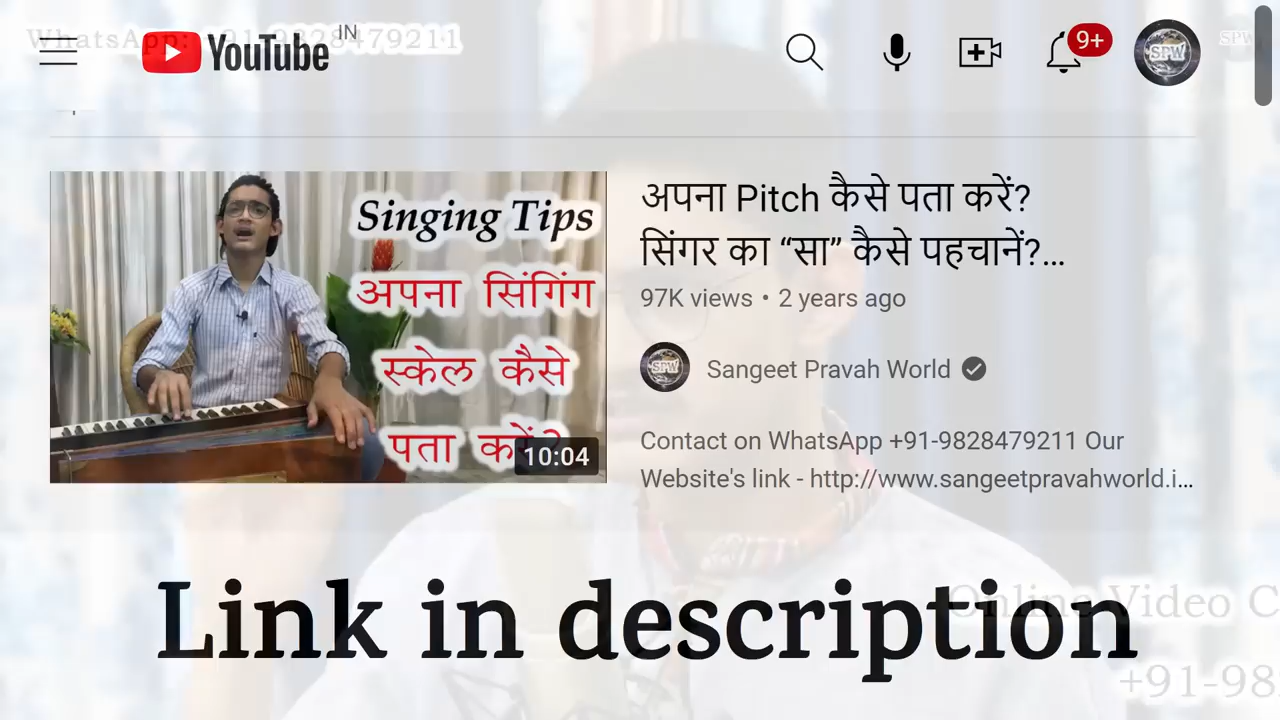 WhatsApp: +91-9828479211
IN
YouTube
9+
SPW
अपना Pitch कैसे पता करें?
सिंगर का “सा” कैसे पहचानें?...
97K views • 2 years ago
SPW
Sangeet Pravah World
Contact on WhatsApp +91-9828479211 Our
Website's link - http://www.sangeetpravahworld.i...
Singing Tips
अपना सिंगिंग
स्केल कैसे
पता करें?
10:04
Link in description
Online Video C
+91-98